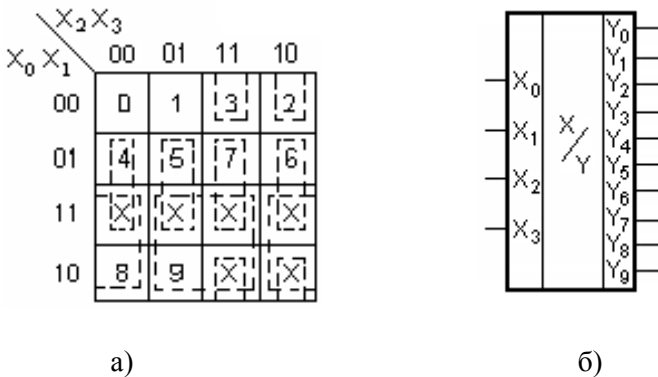 X₂X₃
X₀X₁ 00 01 11 10
00 0 1 3 2
01 4 5 7 6
11 X X X X
10 8 9 X X
X₀
X₁
X₂
X₃
X/Y
Y₀
Y₁
Y₂
Y₃
Y₄
Y₅
Y₆
Y₇
Y₈
Y₉
а) б)